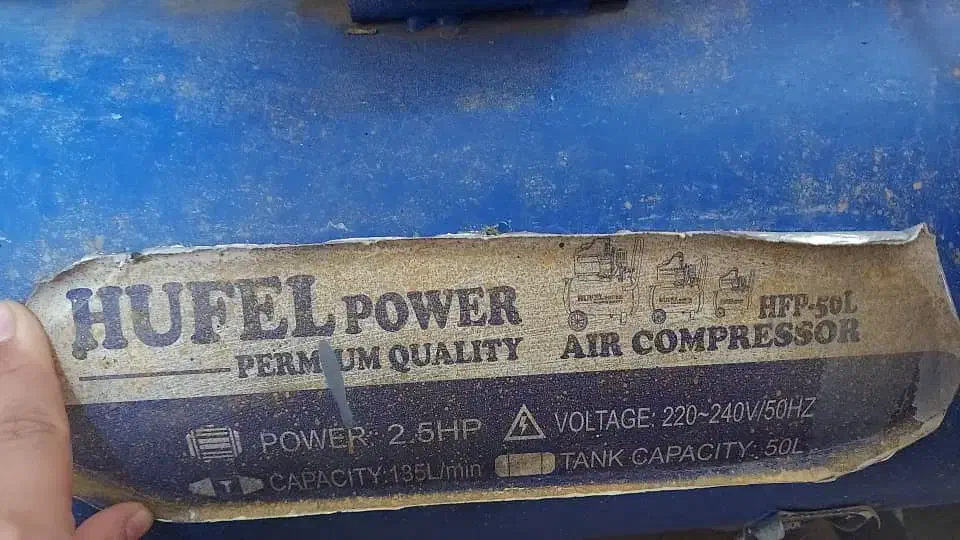 HUFEL POWER
PERMIUM QUALITY
HFP-50L
AIR COMPRESSOR
POWER: 2.5HP
VOLTAGE: 220~240V/50HZ
CAPACITY:185L/min
TANK CAPACITY: 50L